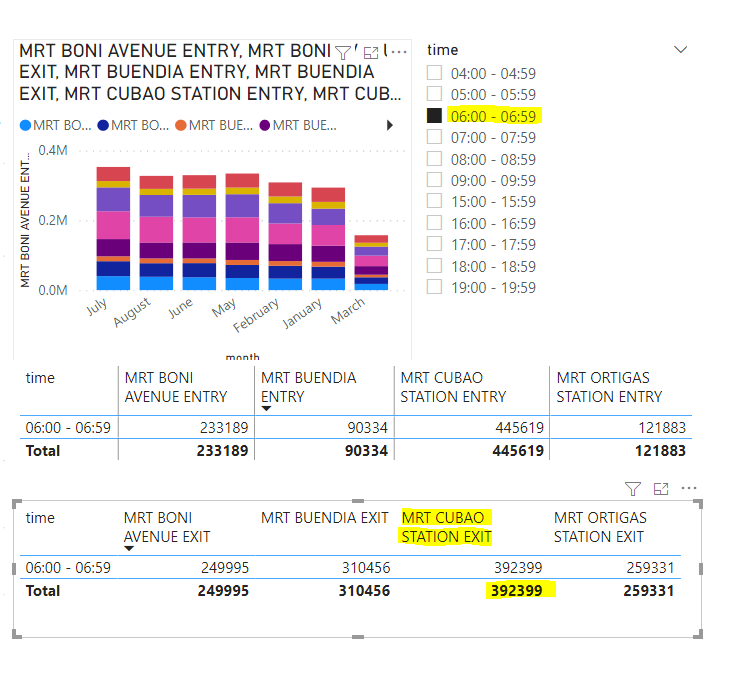 MRT BONI AVENUE ENTRY, MRT BONI
EXIT, MRT BUENDIA ENTRY, MRT BUENDIA
EXIT, MRT CUBAO STATION ENTRY, MRT CUB...
MRT BO... MRT BO... MRT BUE... MRT BUE...
MRT BONI AVENUE ENT...
0.4M
0.2M
0.0M
July August June May February January March
month
time
04:00 - 04:59
05:00 - 05:59
06:00 - 06:59
07:00 - 07:59
08:00 - 08:59
09:00 - 09:59
15:00 - 15:59
16:00 - 16:59
17:00 - 17:59
18:00 - 18:59
19:00 - 19:59
time MRT BONI MRT BUENDIA MRT CUBAO MRT ORTIGAS
AVENUE ENTRY ENTRY STATION ENTRY STATION ENTRY
06:00 - 06:59 233189 90334 445619 121883
Total 233189 90334 445619 121883
time MRT BONI MRT BUENDIA EXIT MRT CUBAO MRT ORTIGAS
AVENUE EXIT STATION EXIT STATION EXIT
06:00 - 06:59 249995 310456 392399 259331
Total 249995 310456 392399 259331